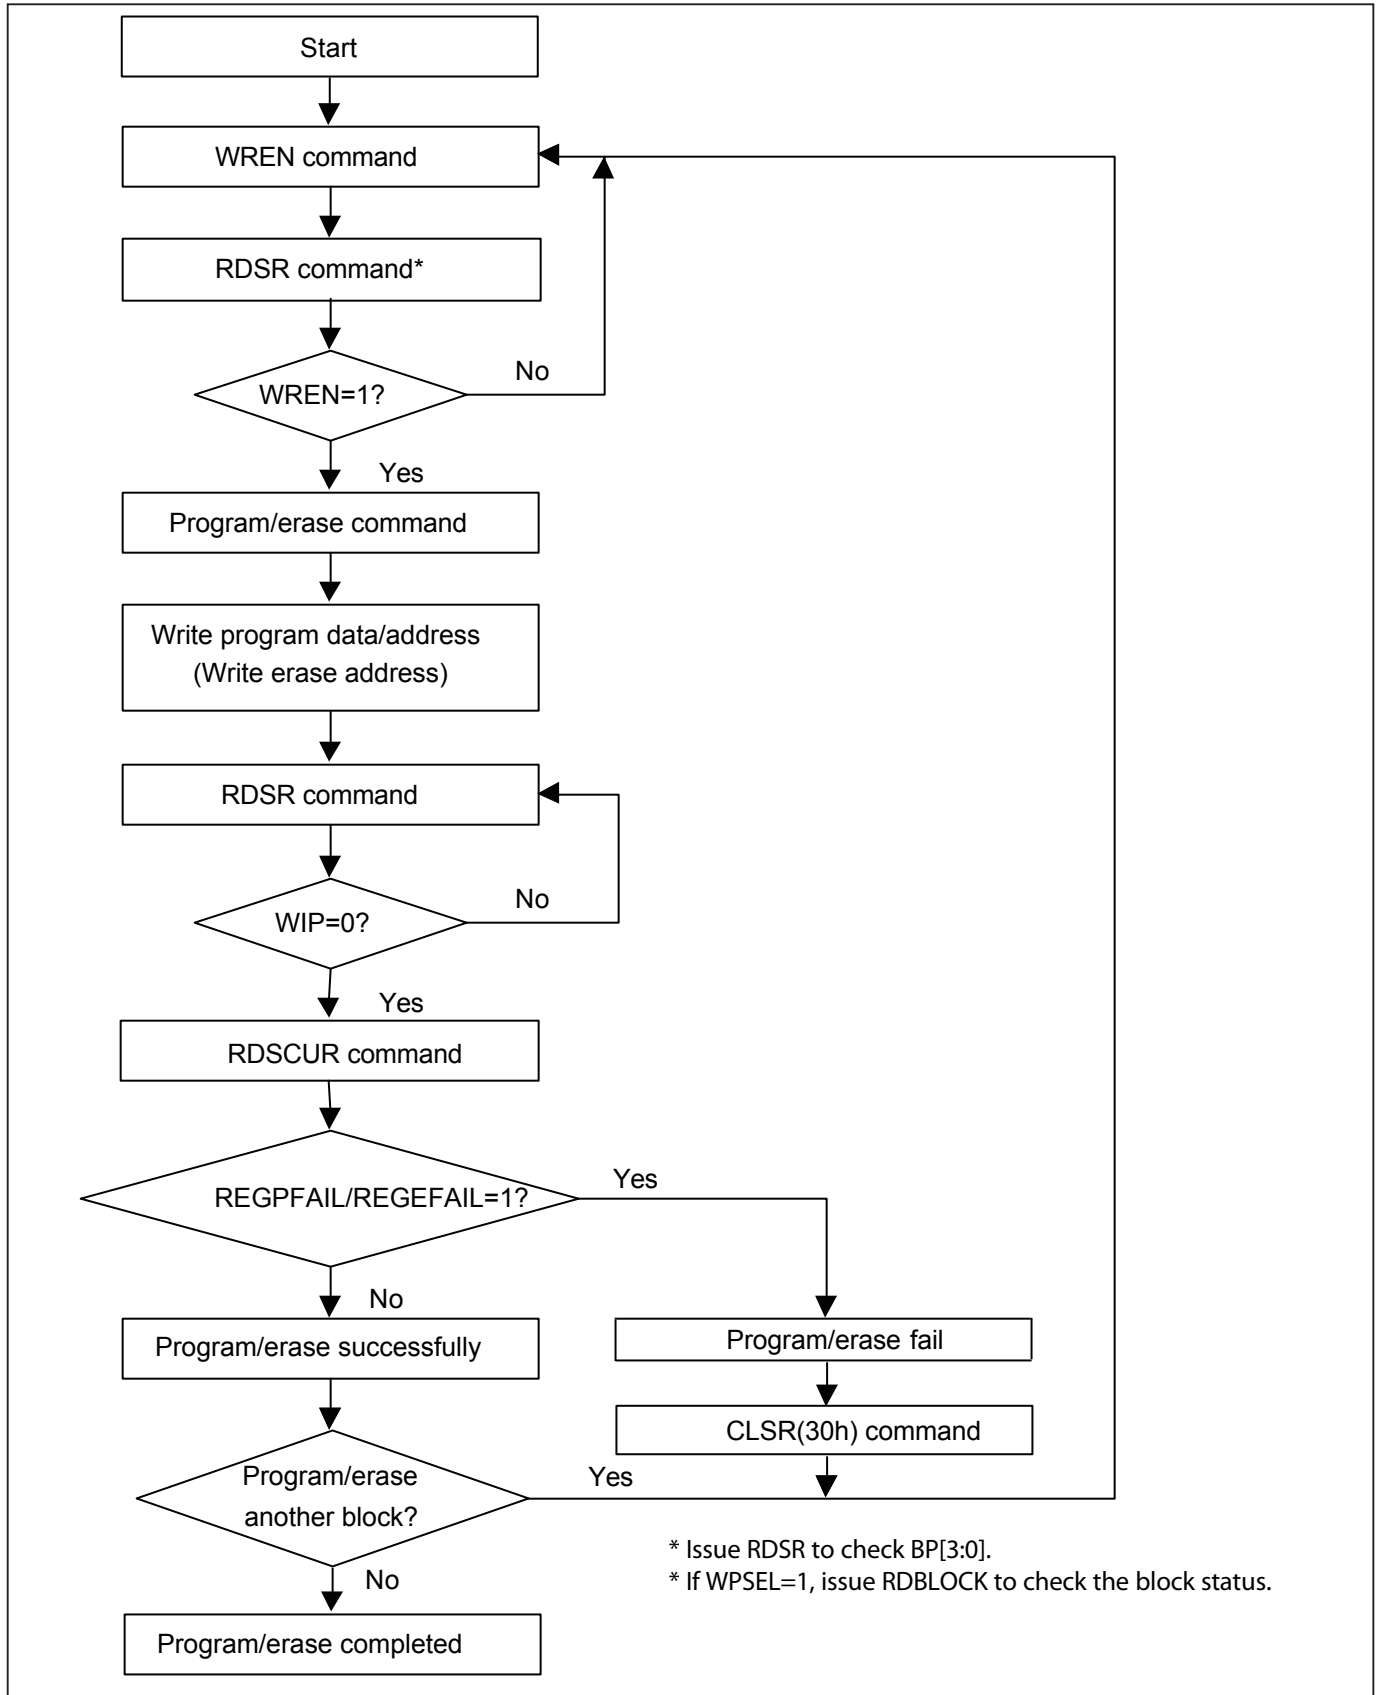 Start
WREN command
RDSR command*
WREN=1?
No
Yes
Program/erase command
Write program data/address
(Write erase address)
RDSR command
WIP=0?
No
Yes
RDSCUR command
REGPFAIL/REGEFAIL=1?
Yes
No
Program/erase successfully
Program/erase fail
CLSR(30h) command
Program/erase
another block?
Yes
No
* Issue RDSR to check BP[3:0].
* If WPSEL=1, issue RDBLOCK to check the block status.
Program/erase completed